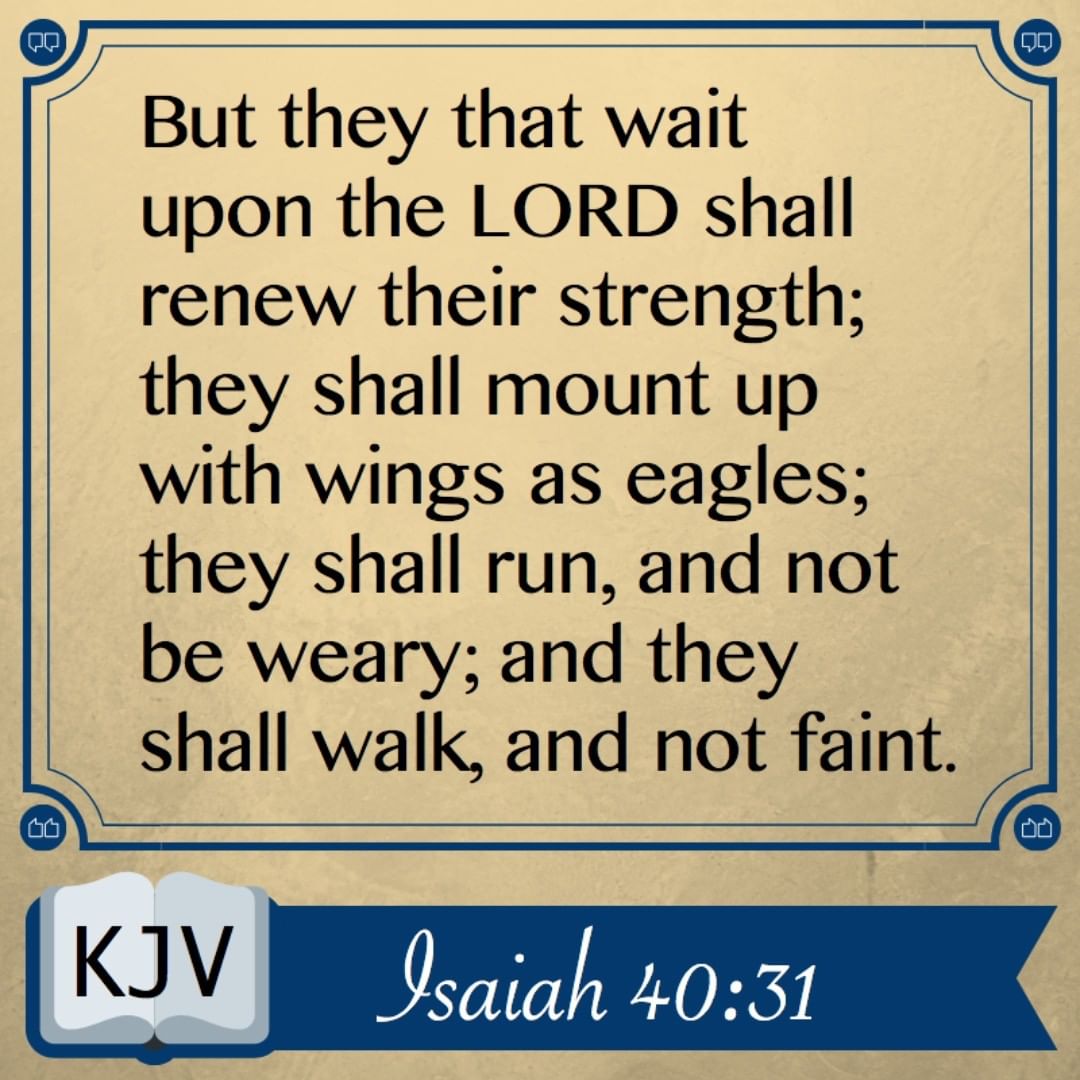 But they that wait
upon the LORD shall
renew their strength;
they shall mount up
with wings as eagles;
they shall run, and not
be weary; and they
shall walk, and not faint.
KJV
Isaiah 40:31